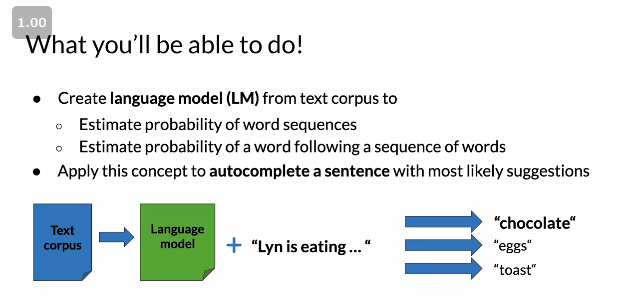 1.00
What you'll be able to do!
● Create language model (LM) from text corpus to
○ Estimate probability of word sequences
○ Estimate probability of a word following a sequence of words
● Apply this concept to autocomplete a sentence with most likely suggestions
Text
corpus
Language
model
+ “Lyn is eating ... “
“chocolate“
“eggs“
“toast“